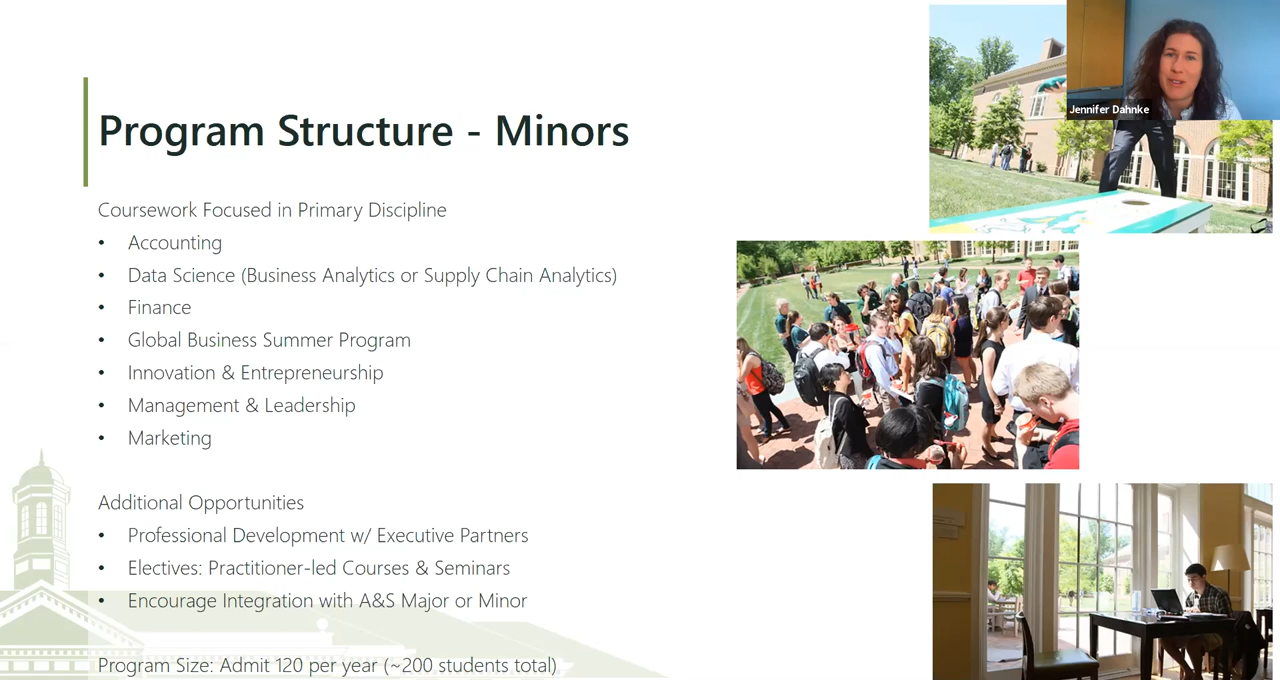 Jennifer Dahnke
Program Structure - Minors
Coursework Focused in Primary Discipline
• Accounting
• Data Science (Business Analytics or Supply Chain Analytics)
• Finance
• Global Business Summer Program
• Innovation & Entrepreneurship
• Management & Leadership
• Marketing
Additional Opportunities
• Professional Development w/ Executive Partners
• Electives: Practitioner-led Courses & Seminars
• Encourage Integration with A&S Major or Minor
Program Size: Admit 120 per year (~200 students total)